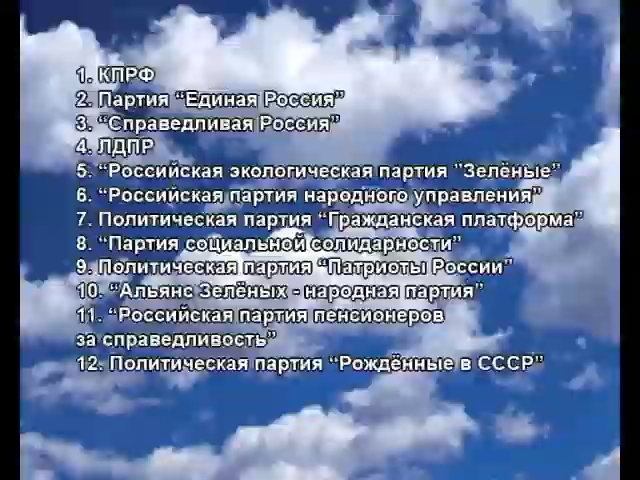 1. КПРФ
2. Партия “Единая Россия”
3. “Справедливая Россия”
4. ЛДПР
5. “Российская экологическая партия ”Зелёные”
6. “Российская партия народного управления”
7. Политическая партия “Гражданская платформа”
8. “Партия социальной солидарности”
9. Политическая партия “Патриоты России”
10. “Альянс Зелёных - народная партия”
11. “Российская партия пенсионеров
за справедливость”
12. Политическая партия “Рождённые в СССР”